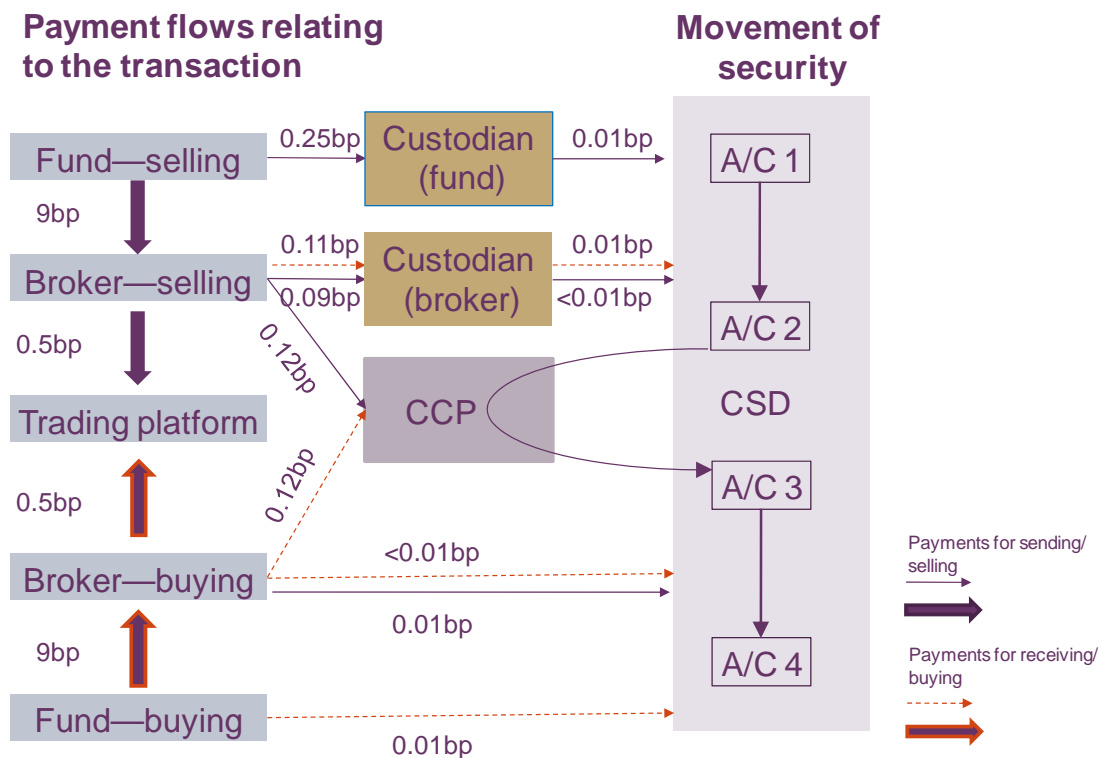 Payment flows relating
to the transaction
Movement of
security
Fund—selling
0.25bp
Custodian
(fund)
0.01bp
A/C 1
9bp
Broker—selling
0.11bp
0.09bp
Custodian
(broker)
0.01bp
<0.01bp
A/C 2
0.5bp
0.12bp
CCP
CSD
Trading platform
0.5bp
0.12bp
A/C 3
Broker—buying
<0.01bp
0.01bp
A/C 4
9bp
Fund—buying
0.01bp
Payments for sending/
selling
Payments for receiving/
buying